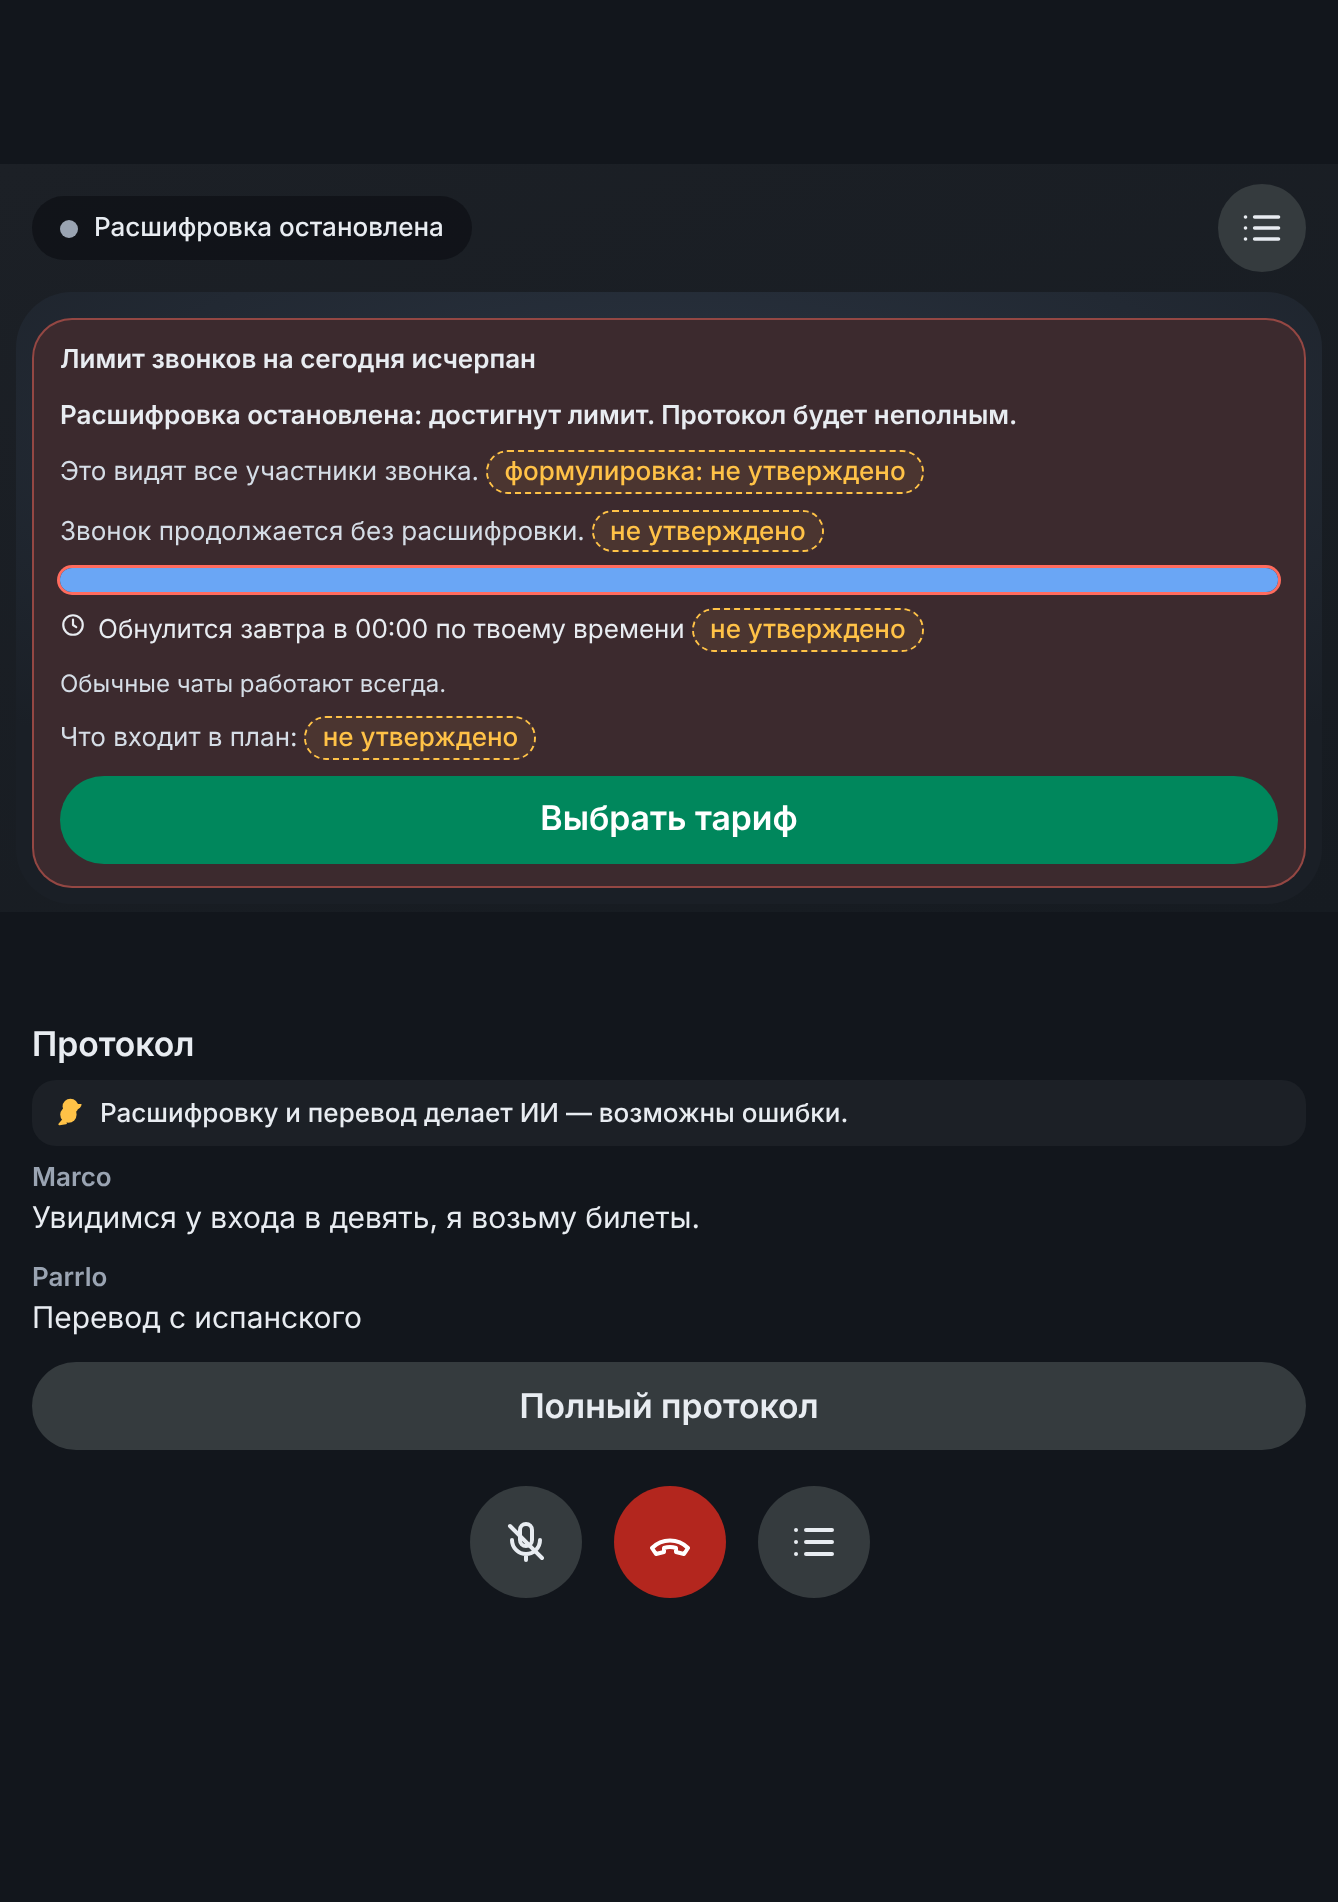 Расшифровка остановлена
Лимит звонков на сегодня исчерпан
Расшифровка остановлена: достигнут лимит. Протокол будет неполным.
Это видят все участники звонка. формулировка: не утверждено
Звонок продолжается без расшифровки. не утверждено
Обнулится завтра в 00:00 по твоему времени не утверждено
Обычные чаты работают всегда.
Что входит в план: не утверждено
Выбрать тариф
Протокол
Расшифровку и перевод делает ИИ — возможны ошибки.
Marco
Увидимся у входа в девять, я возьму билеты.
Parrlo
Перевод с испанского
Полный протокол